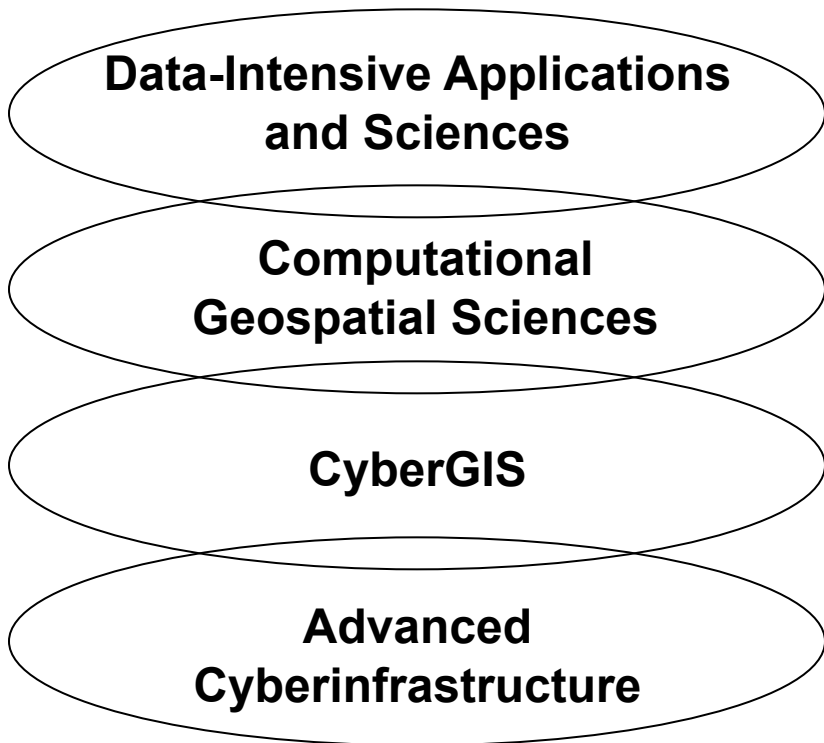 Data-Intensive Applications
and Sciences
Computational
Geospatial Sciences
CyberGIS
Advanced
Cyberinfrastructure